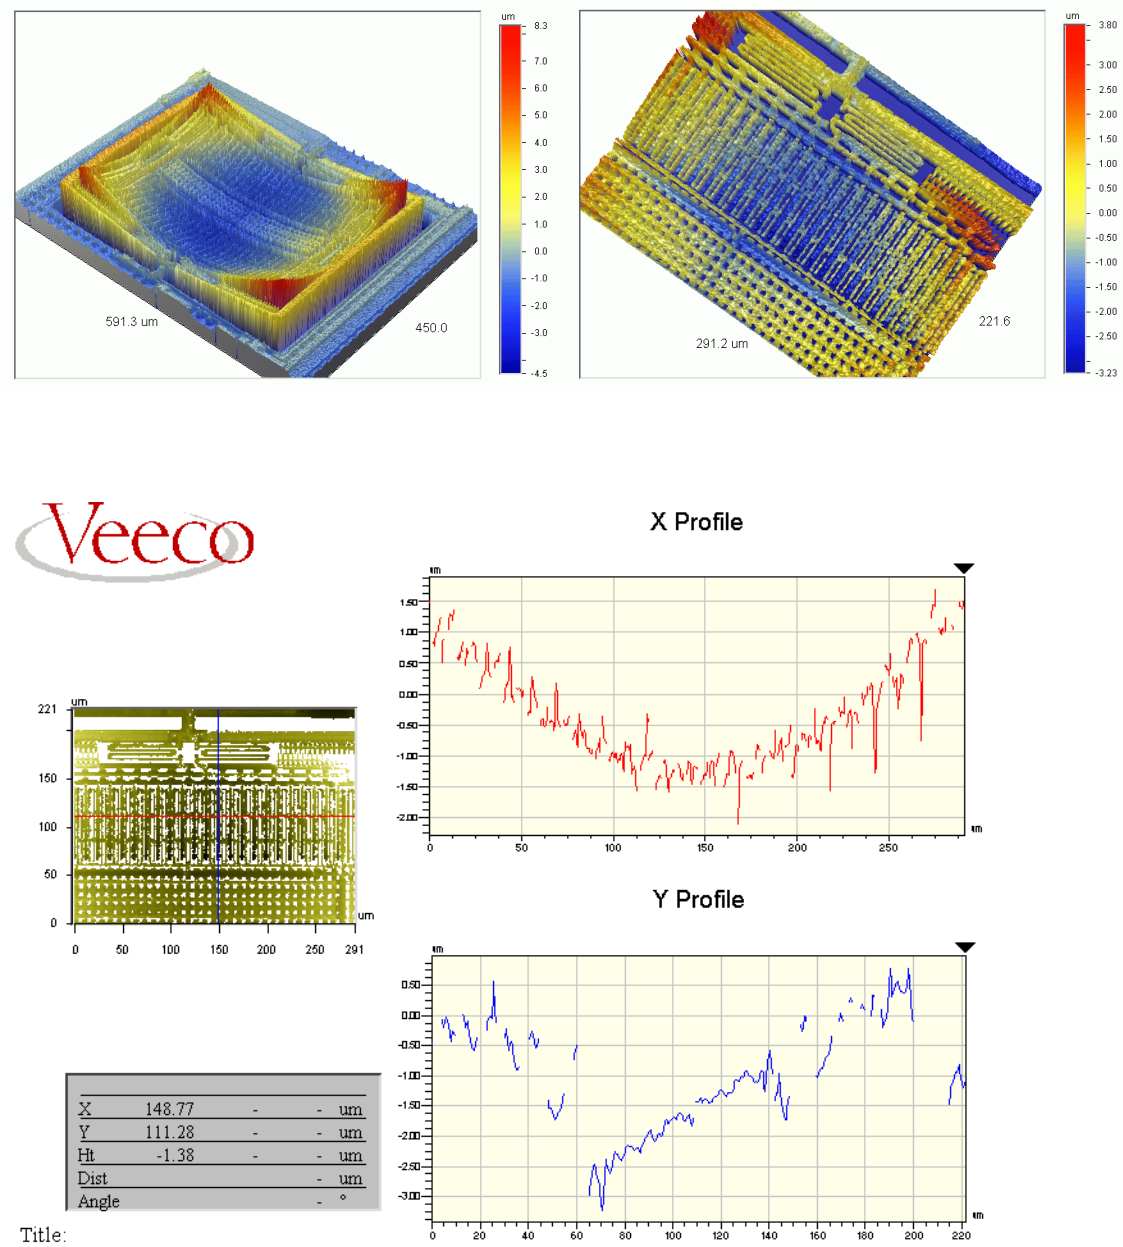 um
8.3
7.0
6.0
5.0
4.0
3.0
2.0
1.0
0.0
-1.0
-2.0
-3.0
-4.5
591.3 um
450.0
um
3.80
3.00
2.50
2.00
1.50
1.00
0.50
0.00
-0.50
-1.00
-1.50
-2.00
-2.50
-3.23
291.2 um
221.6
Veeco
X Profile
um
1.50
1.00
0.50
0.00
-0.50
-1.00
-1.50
-2.00
um
0 50 100 150 200 250
um
221
150
100
50
0
um
0 50 100 150 200 250 291
Y Profile
um
0.50
0.00
-0.50
-1.00
-1.50
-2.00
-2.50
-3.00
um
0 20 40 60 80 100 120 140 160 180 200 220
X 148.77 - - um
Y 111.28 - - um
Ht -1.38 - - um
Dist - um
Angle - °
Title: